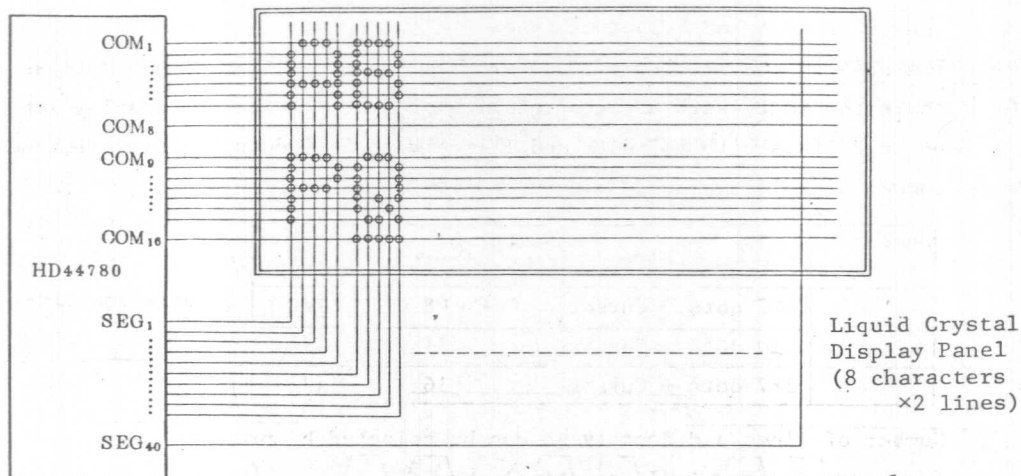 COM1
COM8
COM9
COM16
HD44780
SEG1
SEG40
Liquid Crystal
Display Panel
(8 characters
×2 lines)